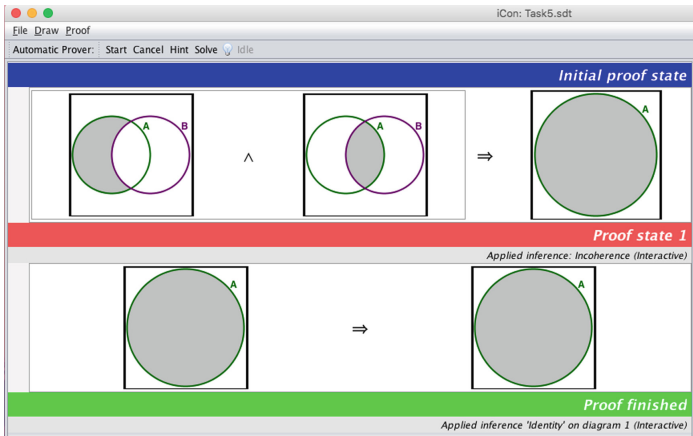 iCon: Task5.sdt
File Draw Proof
Automatic Prover: Start Cancel Hint Solve Idle
Initial proof state
A B ∧ A B ⇒ A
Proof state 1
Applied inference: Incoherence (Interactive)
A ⇒ A
Proof finished
Applied inference 'Identity' on diagram 1 (Interactive)